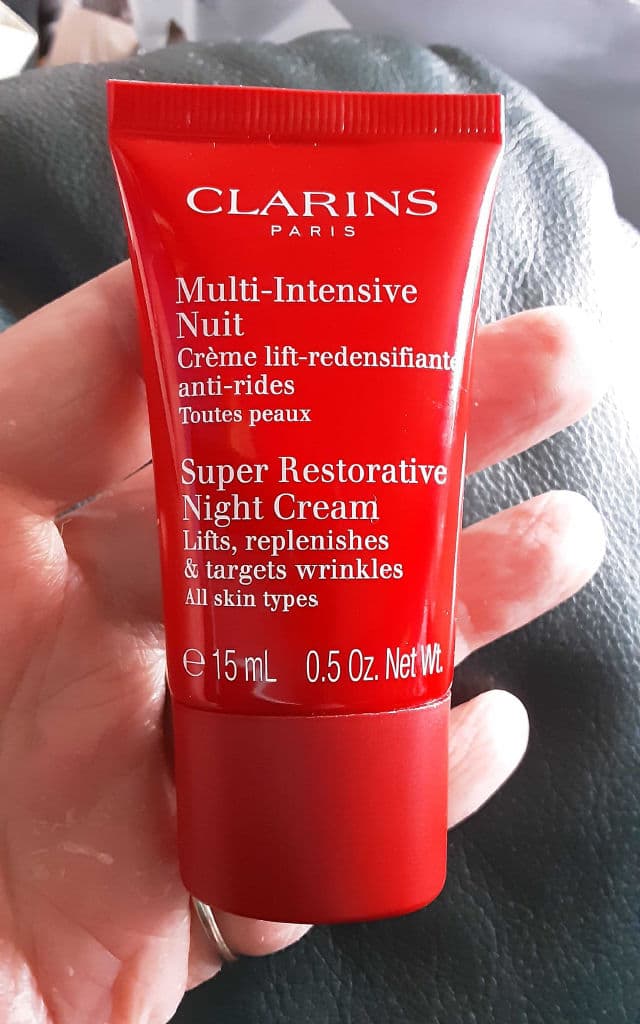 CLARINS
PARIS
Multi-Intensive
Nuit
Crème lift-redensifiante
anti-rides
Toutes peaux
Super Restorative
Night Cream
Lifts, replenishes
& targets wrinkles
All skin types
℮ 15 mL 0.5 Oz. Net Wt.